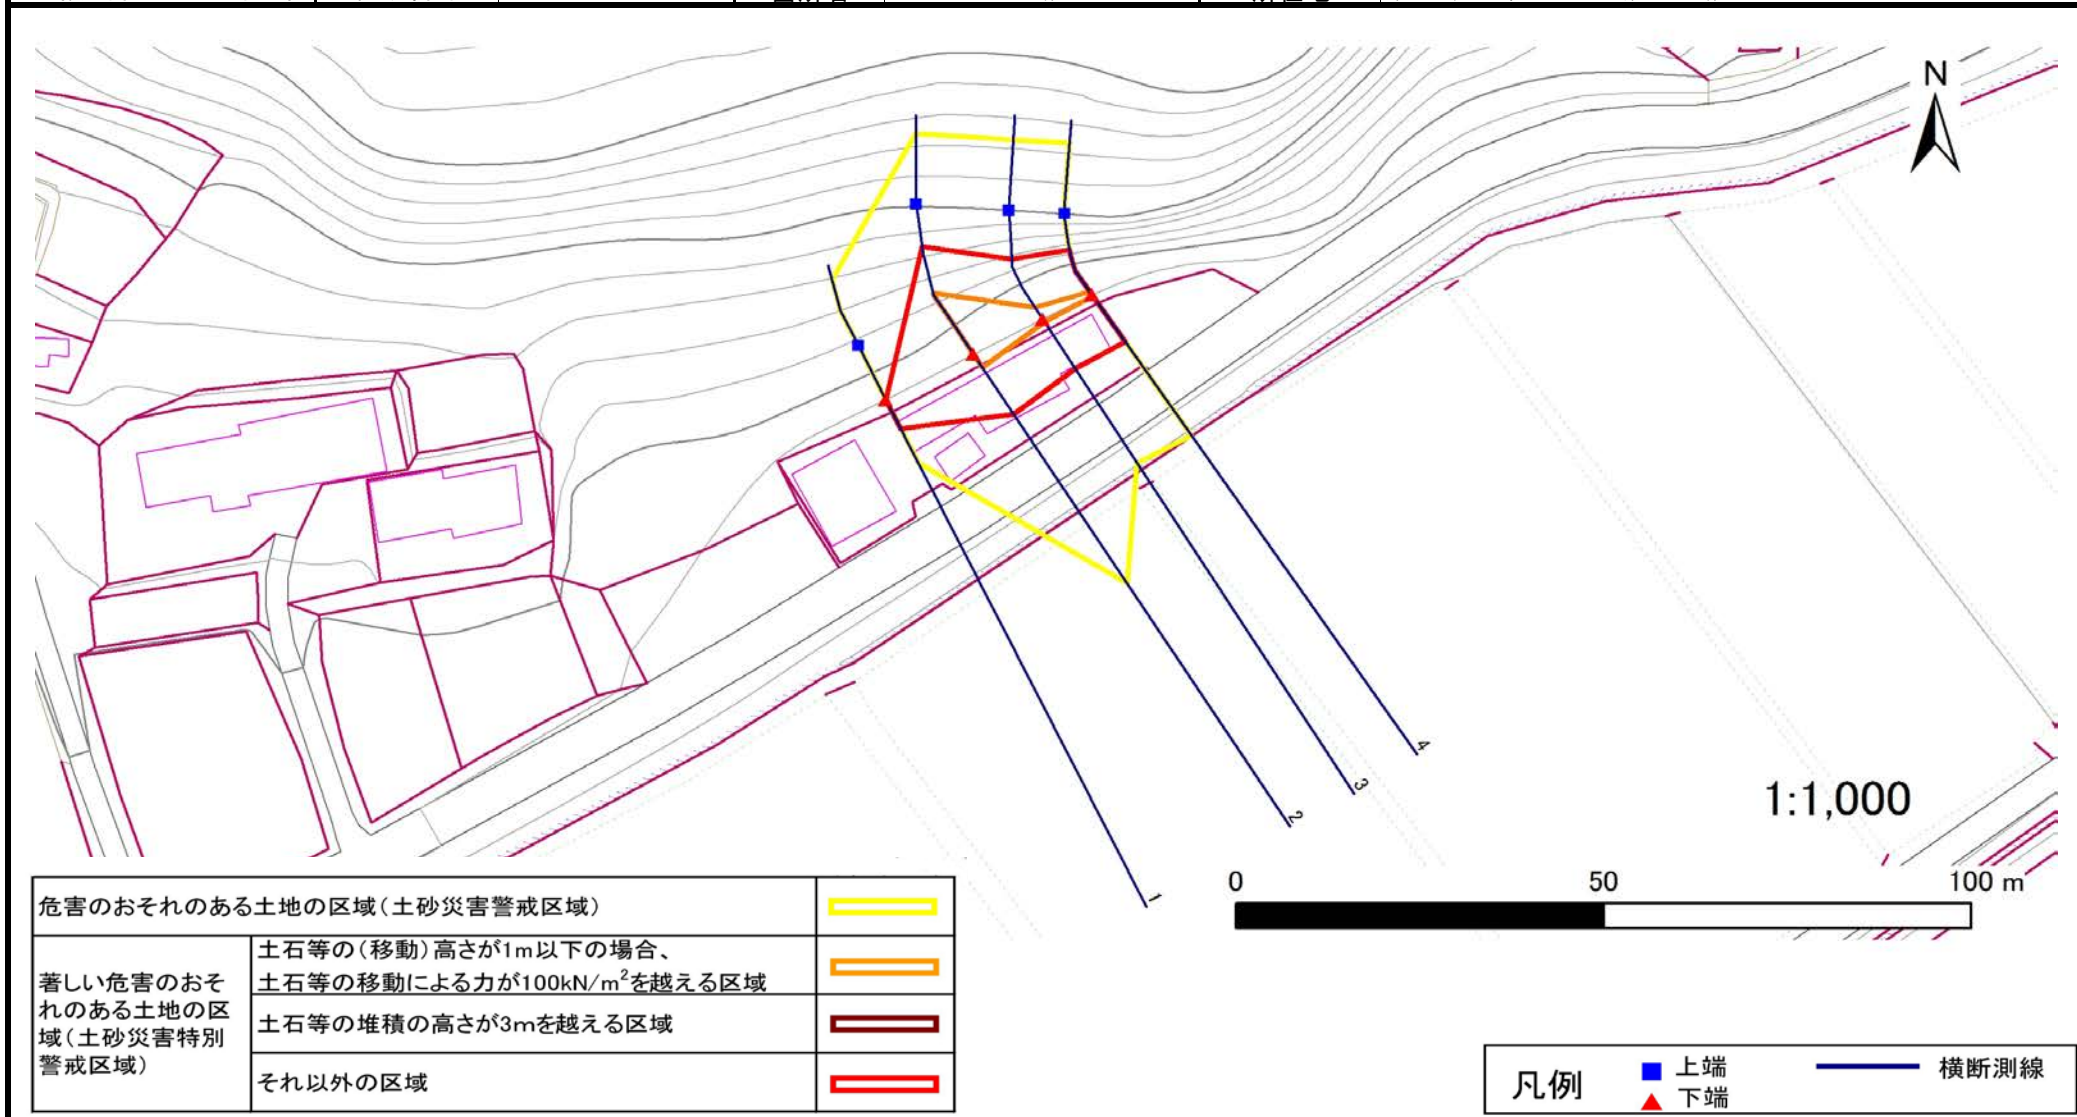 N
1
2
3
4
1:1,000
0 50 100 m
危害のおそれのある土地の区域(土砂災害警戒区域)
著しい危害のおそ
れのある土地の区
域(土砂災害特別
警戒区域)
土石等の(移動)高さが1m以下の場合、
土石等の移動による力が100kN/m²を越える区域
土石等の堆積の高さが3mを越える区域
それ以外の区域
凡例
上端
下端
横断測線